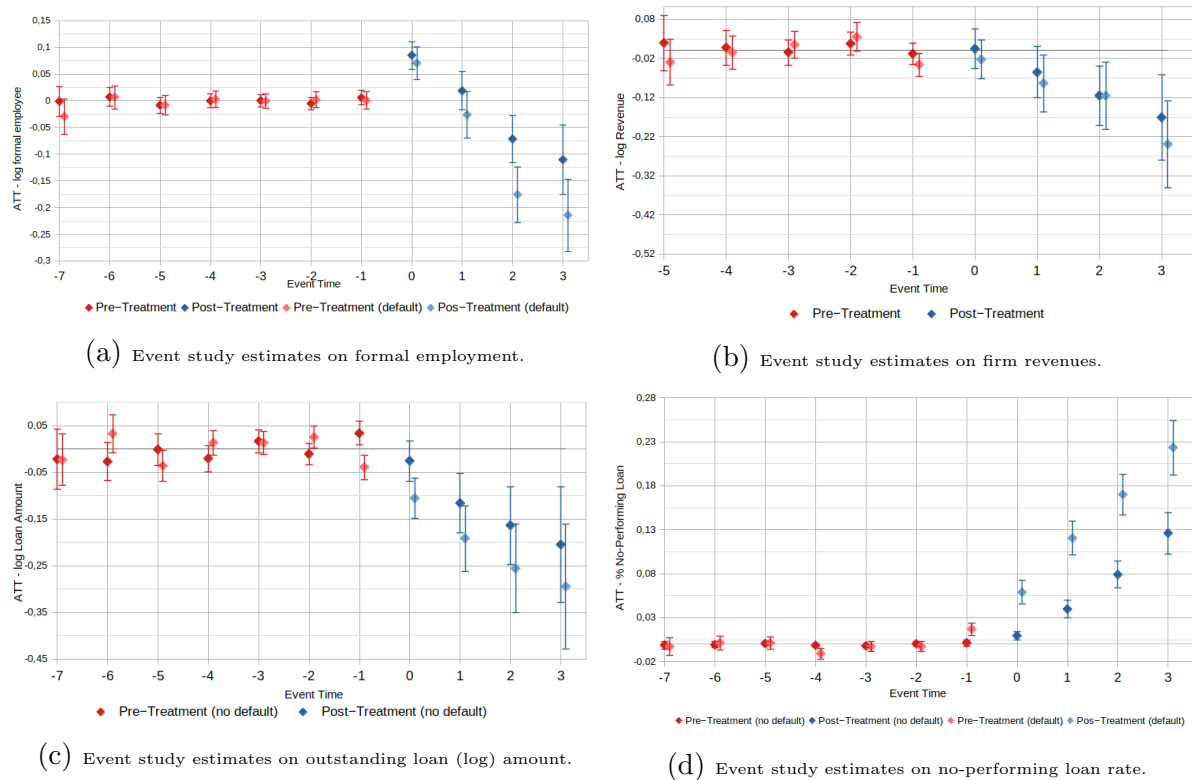 0,15
0,1
0,05
0
-0,05
-0,1
-0,15
-0,2
-0,25
-0,3
ATT - log formal employee
-7 -6 -5 -4 -3 -2 -1 0 1 2 3
Event Time
Pre-Treatment Post-Treatment Pre-Treatment (default) Pos-Treatment (default)
(a) Event study estimates on formal employment.
0,08
-0,02
-0,12
-0,22
-0,32
-0,42
-0,52
ATT - log Revenue
-5 -4 -3 -2 -1 0 1 2 3
Event Time
Pre-Treatment Post-Treatment
(b) Event study estimates on firm revenues.
0,05
-0,05
-0,15
-0,25
-0,35
-0,45
ATT - log Loan Amount
-7 -6 -5 -4 -3 -2 -1 0 1 2 3
Event Time
Pre-Treatment (no default) Post-Treatment (no default)
(c) Event study estimates on outstanding loan (log) amount.
0,28
0,23
0,18
0,13
0,08
0,03
-0,02
ATT - % No-Performing Loan
-7 -6 -5 -4 -3 -2 -1 0 1 2 3
Event Time
Pre-Treatment (no default) Post-Treatment (no default) Pre-Treatment (default) Pos-Treatment (default)
(d) Event study estimates on no-performing loan rate.